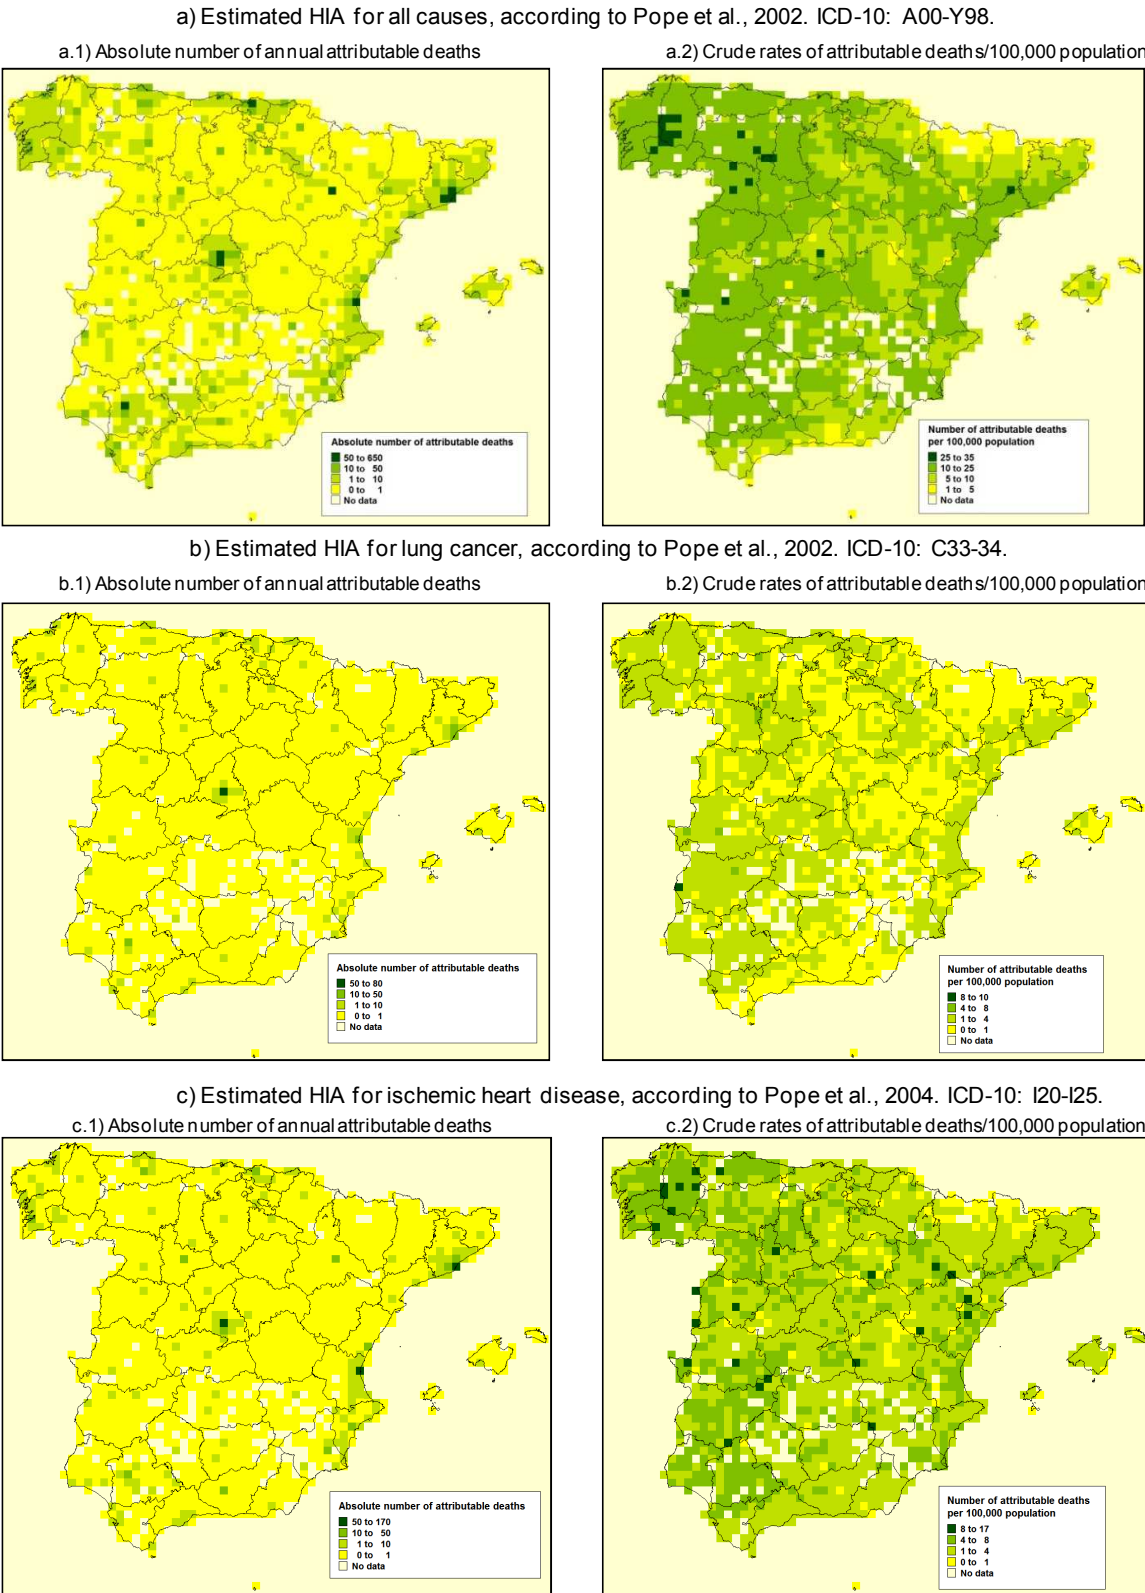 a) Estimated HIA for all causes, according to Pope et al., 2002. ICD-10: A00-Y98.
a.1) Absolute number of annual attributable deaths
a.2) Crude rates of attributable deaths/100,000 population
Absolute number of attributable deaths
50 to 650
10 to 50
1 to 10
0 to 1
No data
Number of attributable deaths
per 100,000 population
25 to 35
10 to 25
5 to 10
1 to 5
No data
b) Estimated HIA for lung cancer, according to Pope et al., 2002. ICD-10: C33-34.
b.1) Absolute number of annual attributable deaths
b.2) Crude rates of attributable deaths/100,000 population
Absolute number of attributable deaths
50 to 80
10 to 50
1 to 10
0 to 1
No data
Number of attributable deaths
per 100,000 population
8 to 10
4 to 8
1 to 4
0 to 1
No data
c) Estimated HIA for ischemic heart disease, according to Pope et al., 2004. ICD-10: I20-I25.
c.1) Absolute number of annual attributable deaths
c.2) Crude rates of attributable deaths/100,000 population
Absolute number of attributable deaths
50 to 170
10 to 50
1 to 10
0 to 1
No data
Number of attributable deaths
per 100,000 population
8 to 17
4 to 8
1 to 4
0 to 1
No data